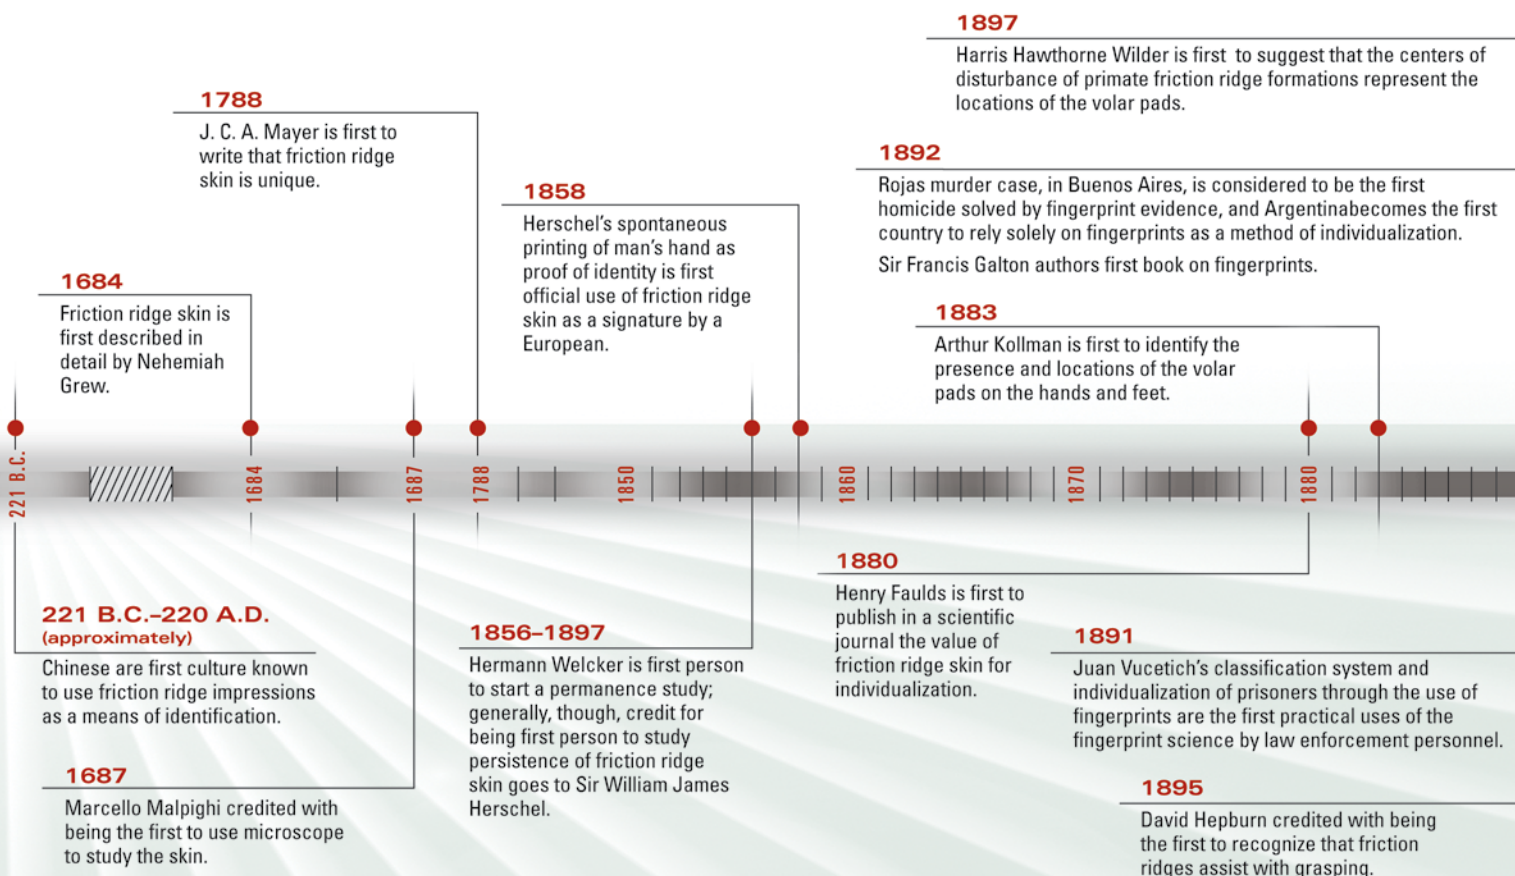 1897
Harris Hawthorne Wilder is first to suggest that the centers of
disturbance of primate friction ridge formations represent the
locations of the volar pads.
1788
J. C. A. Mayer is first to
write that friction ridge
skin is unique.
1892
Rojas murder case, in Buenos Aires, is considered to be the first
homicide solved by fingerprint evidence, and Argentinabecomes the first
country to rely solely on fingerprints as a method of individualization.
Sir Francis Galton authors first book on fingerprints.
1858
Herschel's spontaneous
printing of man's hand as
proof of identity is first
official use of friction ridge
skin as a signature by a
European.
1684
Friction ridge skin is
first described in
detail by Nehemiah
Grew.
1883
Arthur Kollman is first to identify the
presence and locations of the volar
pads on the hands and feet.
221 B.C.
1684
1687
1788
1850
1860
1870
1880
221 B.C.–220 A.D.
(approximately)
Chinese are first culture known
to use friction ridge impressions
as a means of identification.
1687
Marcello Malpighi credited with
being the first to use microscope
to study the skin.
1856–1897
Hermann Welcker is first person
to start a permanence study;
generally, though, credit for
being first person to study
persistence of friction ridge
skin goes to Sir William James
Herschel.
1880
Henry Faulds is first to
publish in a scientific
journal the value of
friction ridge skin for
individualization.
1891
Juan Vucetich's classification system and
individualization of prisoners through the use of
fingerprints are the first practical uses of the
fingerprint science by law enforcement personnel.
1895
David Hepburn credited with being
the first to recognize that friction
ridges assist with grasping.